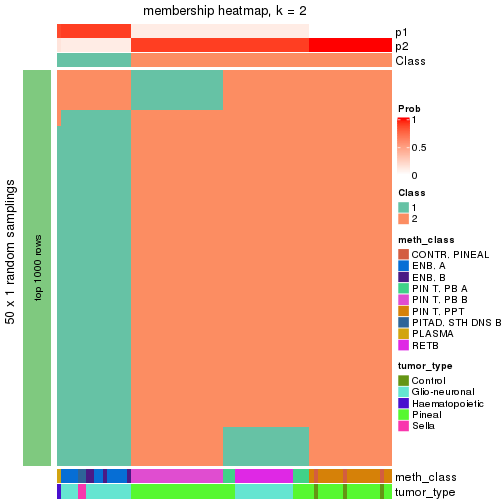 membership heatmap, k = 2
p1
p2
Class
50 x 1 random samplings
top 1000 rows
Prob
1
0.5
0
Class
1
2
meth_class
CONTR. PINEAL
ENB. A
ENB. B
PIN T. PB A
PIN T. PB B
PIN T. PPT
PITAD. STH DNS B
PLASMA
RETB
tumor_type
Control
Glio-neuronal
Haematopoietic
Pineal
Sella
meth_class
tumor_type